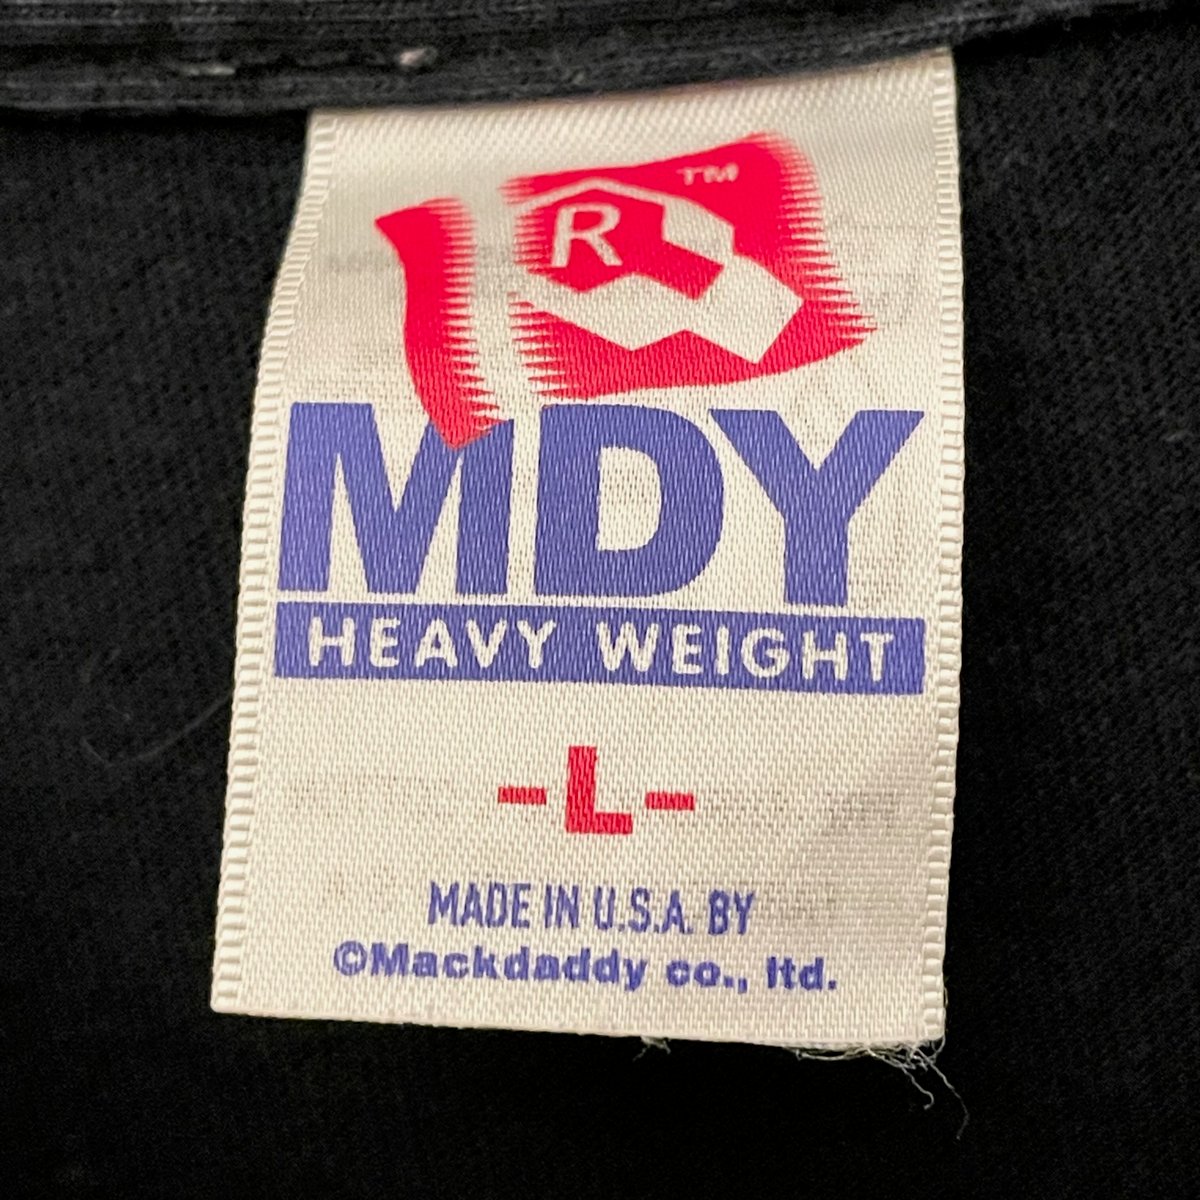 TM
R
MDY
HEAVY WEIGHT
-L-
MADE IN U.S.A. BY
©Mackdaddy co., ltd.